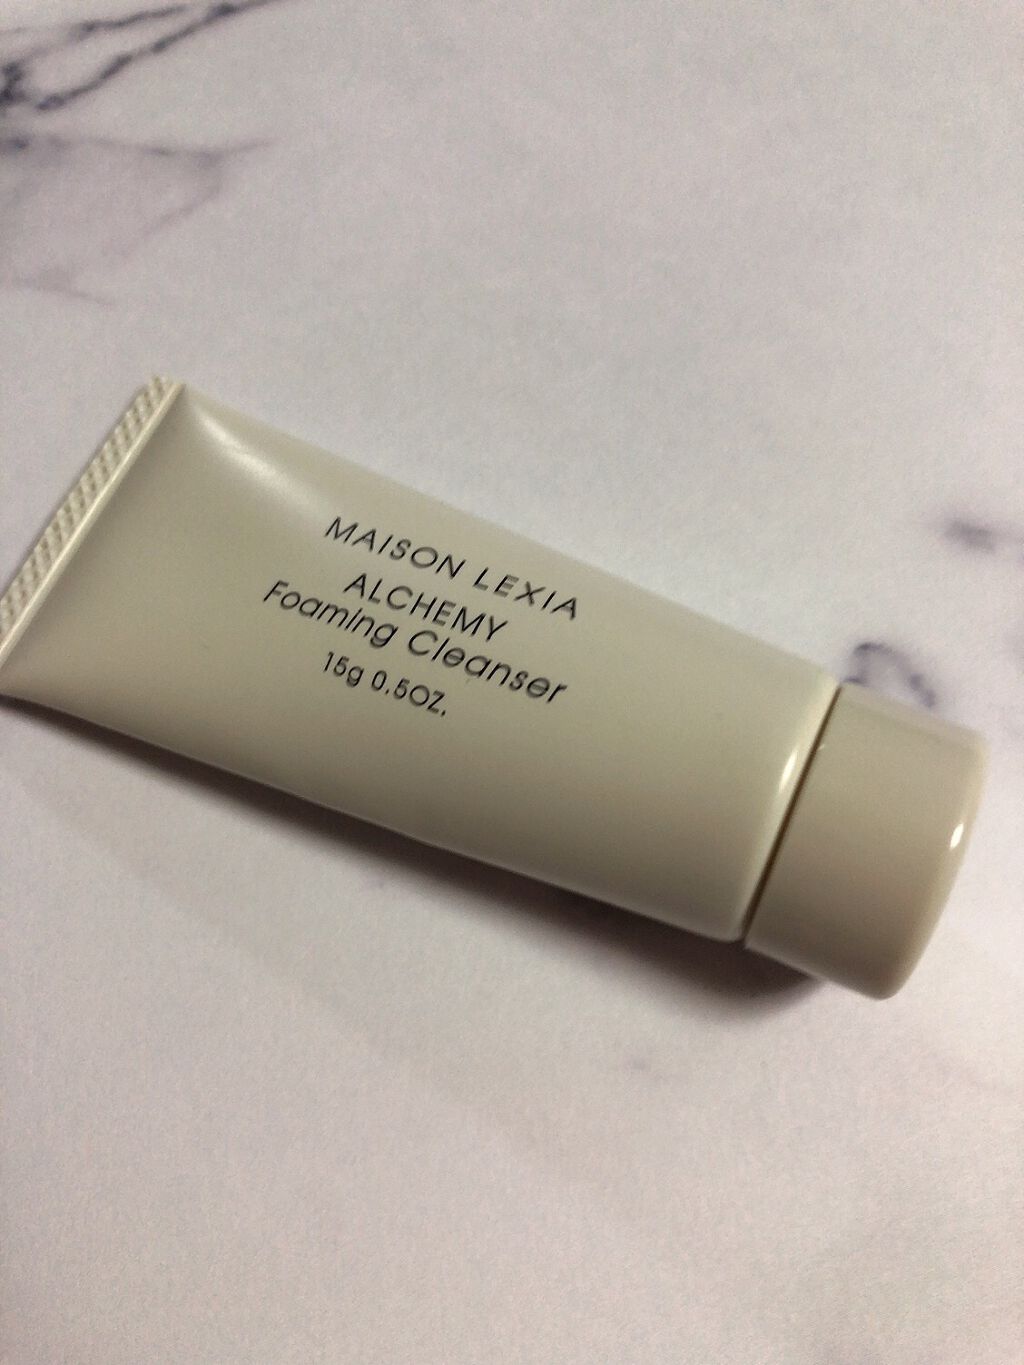 MAISON LEXIA
ALCHEMY
Foaming Cleanser
15g 0.5OZ.